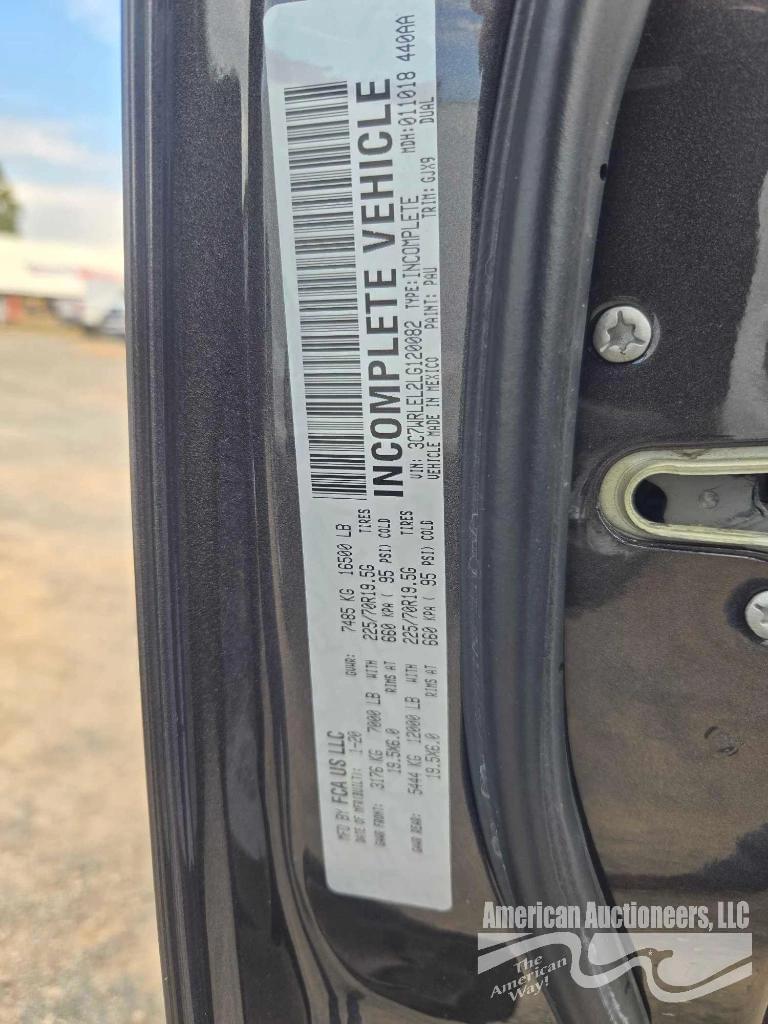 MFD BY FCA US LLC
DATE OF MFR(BUILT): 1-20 GVWR: 7485 KG 16500 LB
GAWR FRONT: 3176 KG 7000 LB WITH 225/70R19.5G TIRES
19.5X6.0 RIMS AT 660 KPA ( 95 PSI) COLD
GAWR REAR: 5444 KG 12000 LB WITH 225/70R19.5G TIRES
19.5X6.0 RIMS AT 660 KPA ( 95 PSI) COLD
INCOMPLETE VEHICLE
MDH:011018 440AA
VIN: 3C7WRLEL2LG120082 TYPE:INCOMPLETE DUAL
VEHICLE MADE IN MEXICO PAINT: PAU TRIM: GJX9
American Auctioneers, LLC
The American Way!